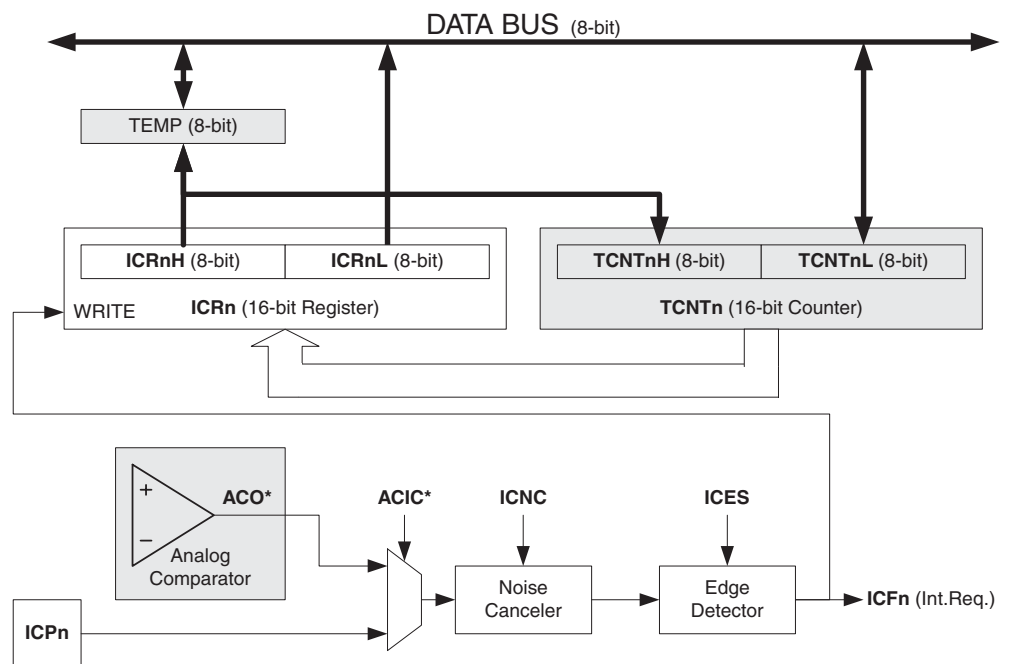 DATA BUS (8-bit)
TEMP (8-bit)
ICRnH (8-bit)
ICRnL (8-bit)
TCNTnH (8-bit)
TCNTnL (8-bit)
WRITE
ICRn (16-bit Register)
TCNTn (16-bit Counter)
+
−
ACO*
Analog
Comparator
ACIC*
ICNC
ICES
Noise
Canceler
Edge
Detector
ICFn (Int.Req.)
ICPn